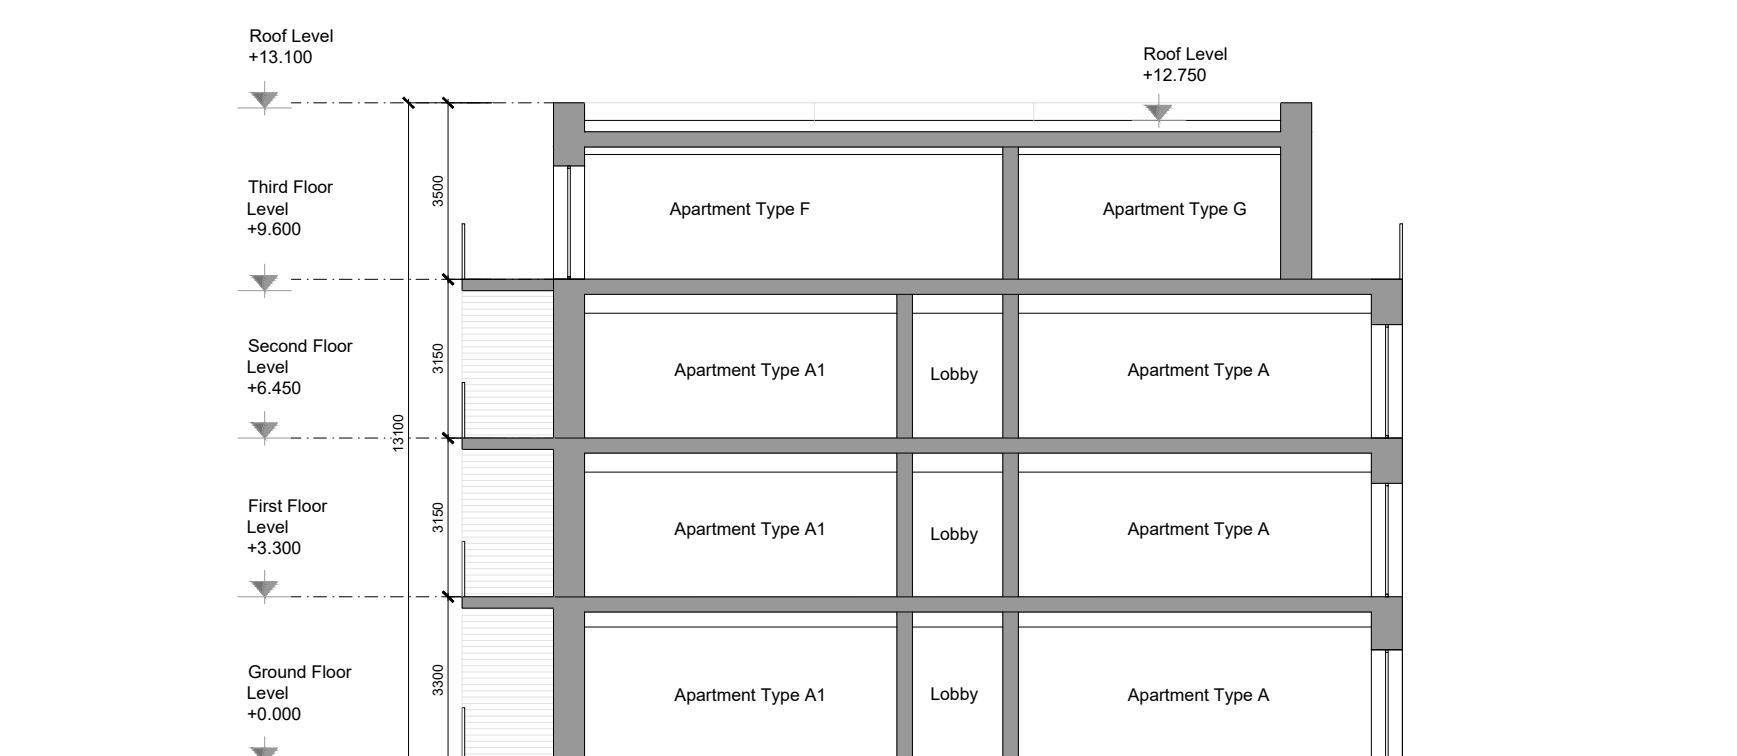 Roof Level
+13.100
Roof Level
+12.750
Third Floor
Level
+9.600
3500
Apartment Type F
Apartment Type G
Second Floor
Level
+6.450
3150
Apartment Type A1
Lobby
Apartment Type A
13100
First Floor
Level
+3.300
3150
Apartment Type A1
Lobby
Apartment Type A
Ground Floor
Level
+0.000
3300
Apartment Type A1
Lobby
Apartment Type A